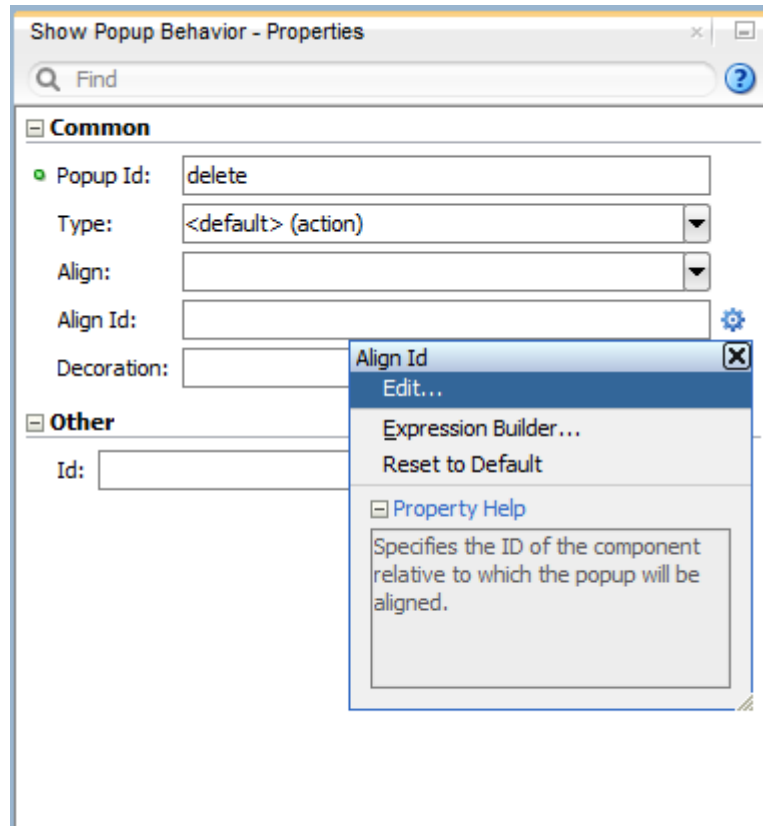 Show Popup Behavior - Properties
Find
Common
Popup Id: delete
Type: <default> (action)
Align:
Align Id:
Decoration:
Align Id
Edit...
Other
Expression Builder...
Id:
Reset to Default
Property Help
Specifies the ID of the component
relative to which the popup will be
aligned.